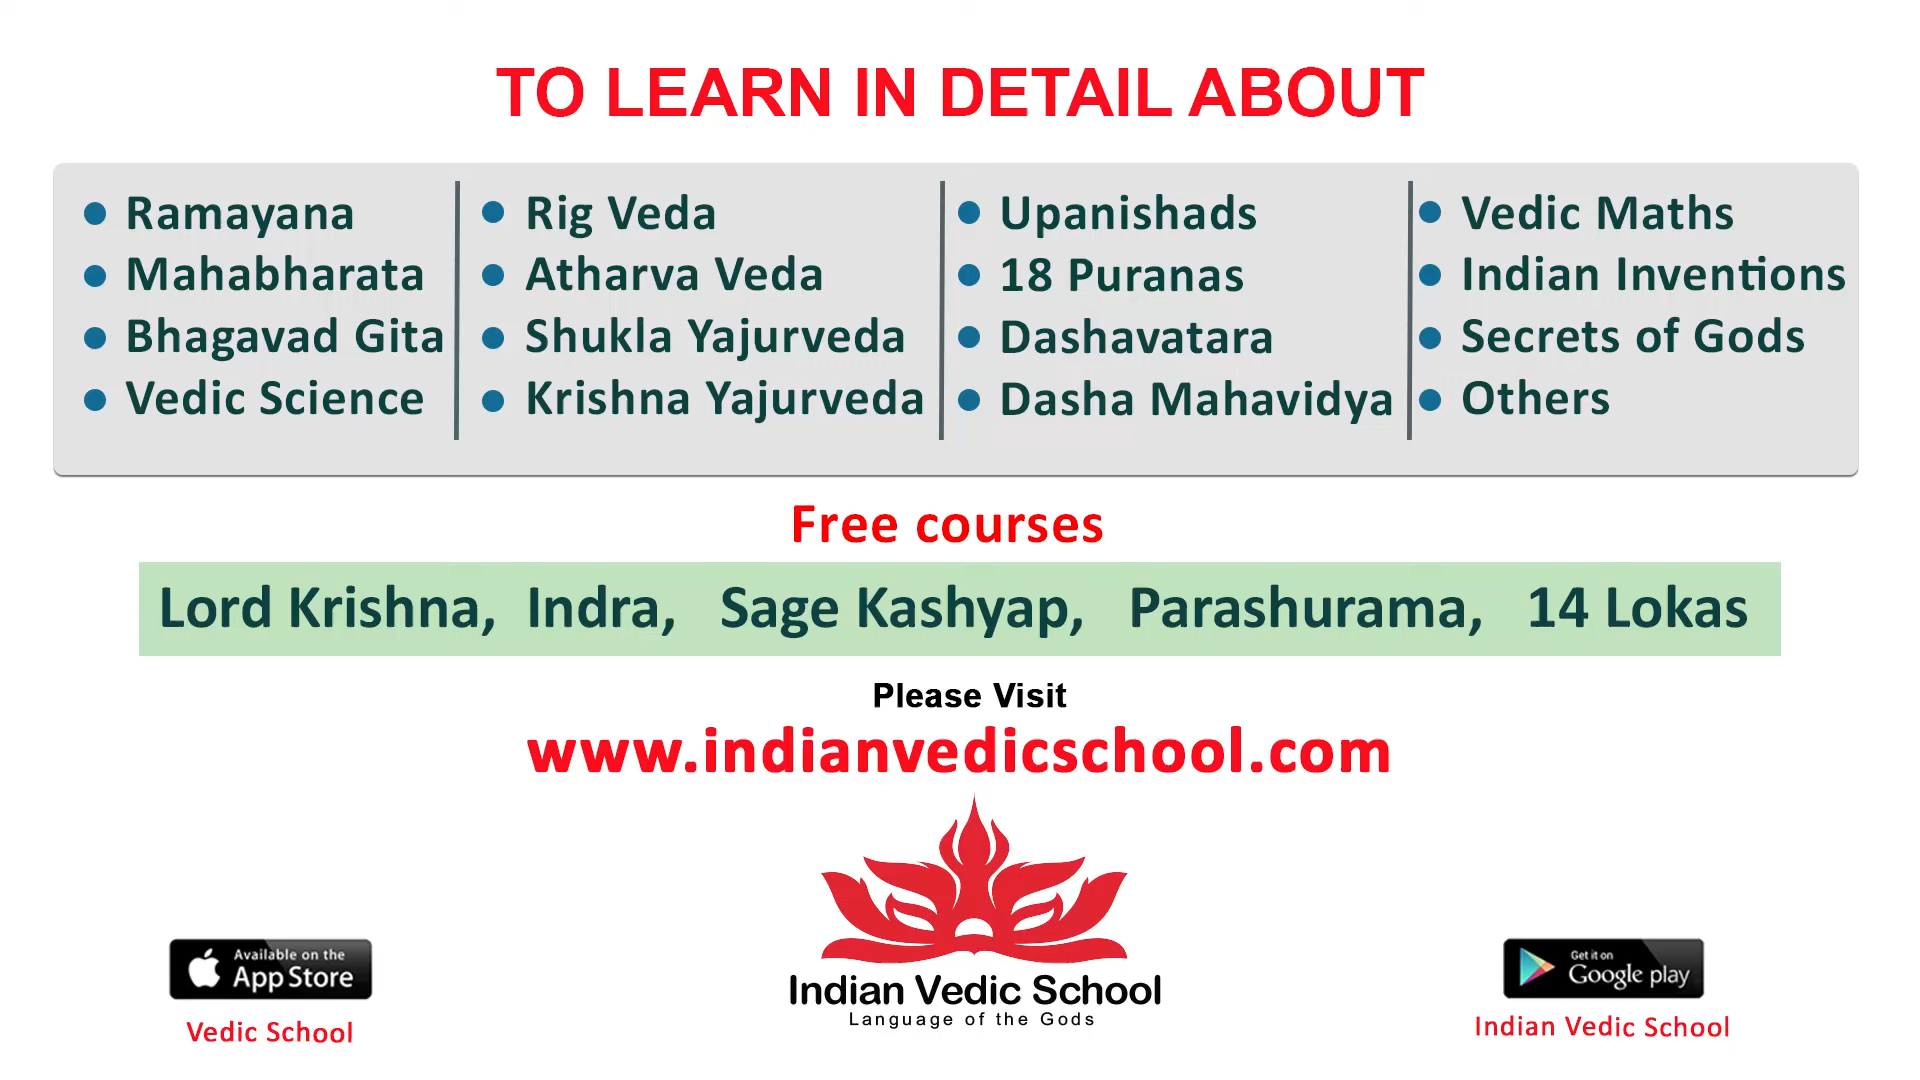 TO LEARN IN DETAIL ABOUT
Ramayana
Mahabharata
Bhagavad Gita
Vedic Science
Rig Veda
Atharva Veda
Shukla Yajurveda
Krishna Yajurveda
Upanishads
18 Puranas
Dashavatara
Dasha Mahavidya
Vedic Maths
Indian Inventions
Secrets of Gods
Others
Free courses
Lord Krishna, Indra, Sage Kashyap, Parashurama, 14 Lokas
Please Visit
www.indianvedicschool.com
Indian Vedic School
Language of the Gods
Available on the
App Store
Vedic School
Get it on
Google play
Indian Vedic School